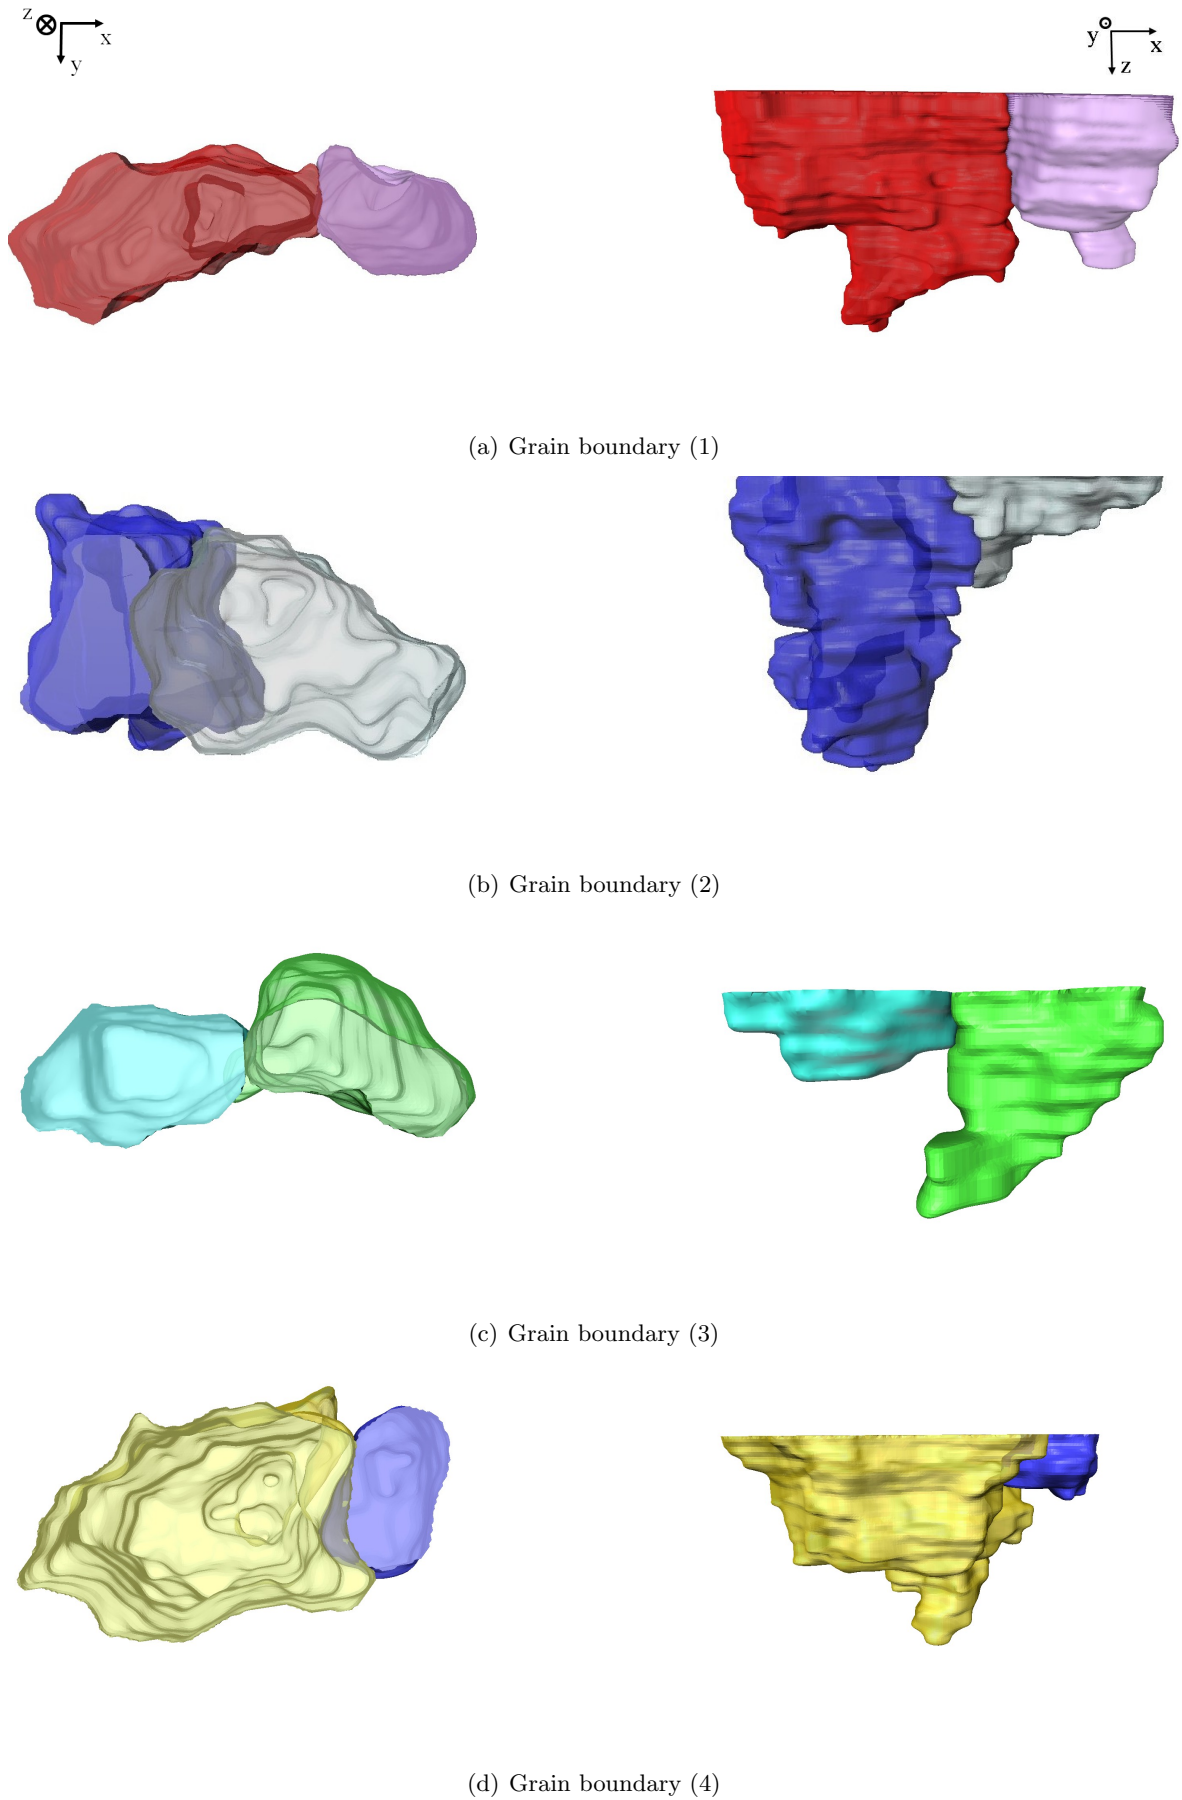 z
x
y
y
x
z
(a) Grain boundary (1)
(b) Grain boundary (2)
(c) Grain boundary (3)
(d) Grain boundary (4)